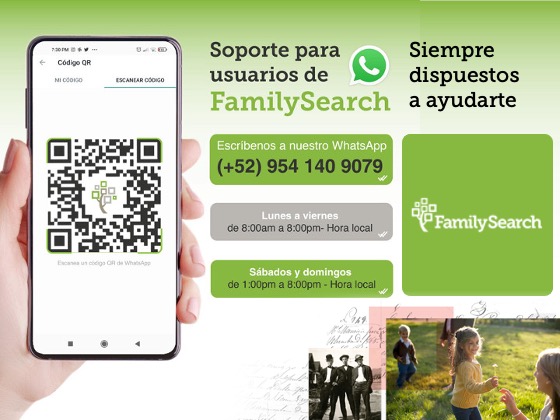 Soporte para
usuarios de
FamilySearch
Siempre
dispuestos
a ayudarte
7:30 PM
Código QR
MI CÓDIGO
ESCANEAR CÓDIGO
Escanea un código QR de WhatsApp
Escribenos a nuestro WhatsApp
(+52) 954 140 9079
Lunes a viernes
de 8:00am a 8:00pm- Hora local
Sábados y domingos
de 1:00pm a 8:00pm - Hora local
FamilySearch